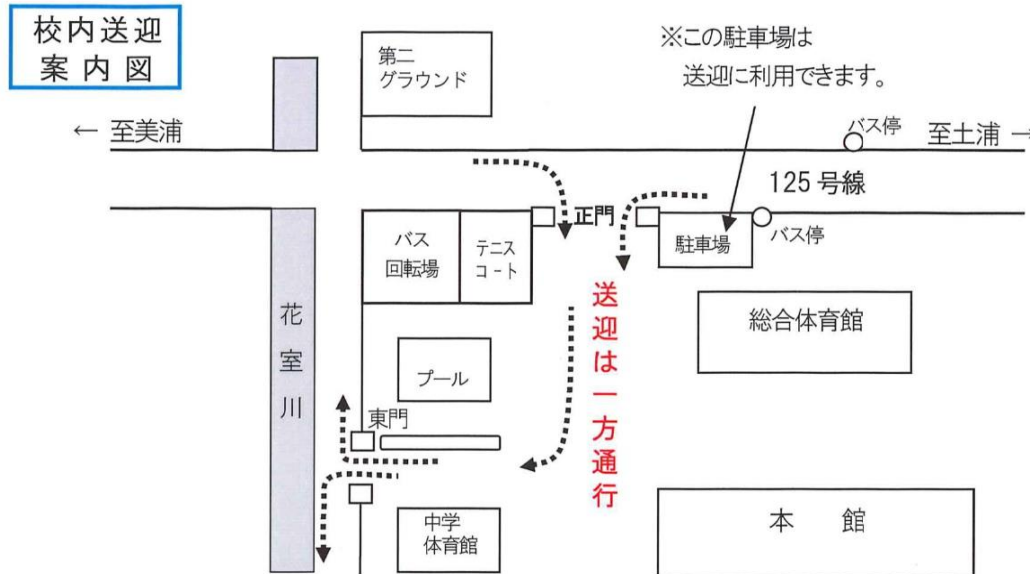 校内送迎
案内図
第二
グラウンド
※この駐車場は
送迎に利用できます。
← 至美浦
バス停
至土浦 →
125号線
正門
バス
回転場
テニス
コート
駐車場
バス停
送迎は一方通行
総合体育館
花室川
プール
東門
中学
体育館
本館